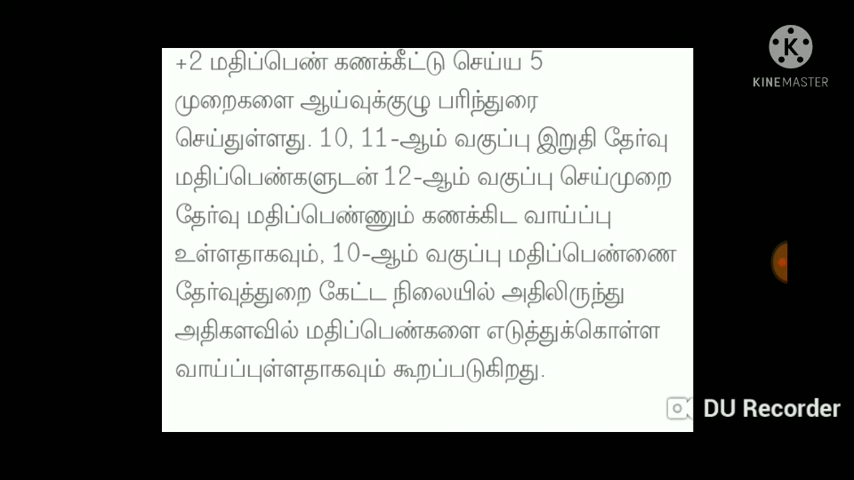 +2 மதிப்பெண் கணக்கீட்டு செய்ய 5
முறைகளை ஆய்வுக்குழு பரிந்துரை
செய்துள்ளது. 10, 11-ஆம் வகுப்பு இறுதி தேர்வு
மதிப்பெண்களுடன் 12-ஆம் வகுப்பு செய்முறை
தேர்வு மதிப்பெண்ணும் கணக்கிட வாய்ப்பு
உள்ளதாகவும், 10-ஆம் வகுப்பு மதிப்பெண்ணை
தேர்வுத்துறை கேட்ட நிலையில் அதிலிருந்து
அதிகளவில் மதிப்பெண்களை எடுத்துக்கொள்ள
வாய்ப்புள்ளதாகவும் கூறப்படுகிறது.
K
KINEMASTER
DU Recorder